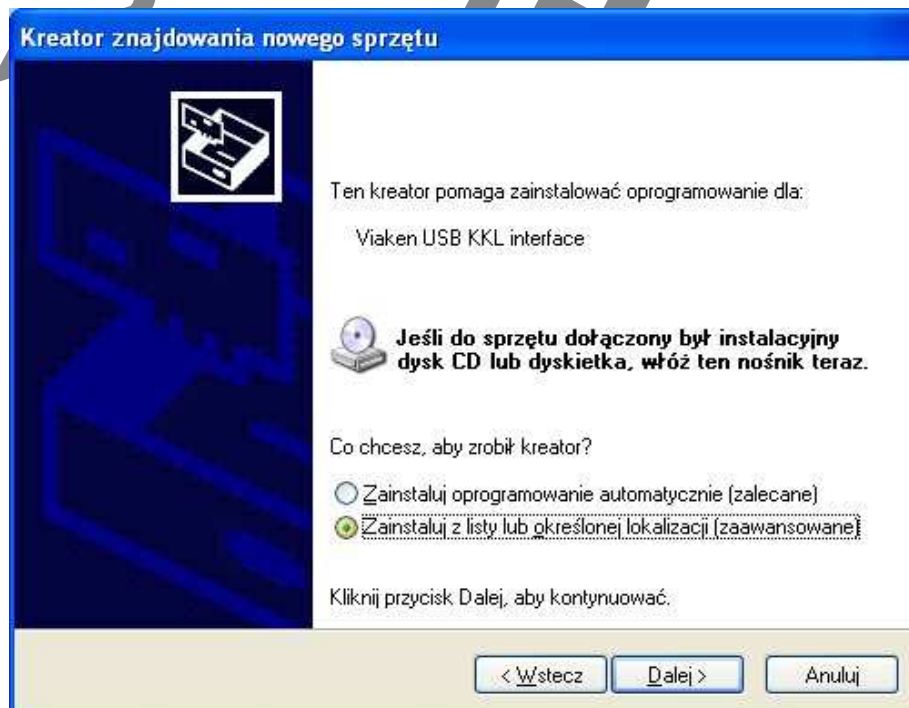 Kreator znajdowania nowego sprzętu
Ten kreator pomaga zainstalować oprogramowanie dla:
Viaken USB KKL interface
Jeśli do sprzętu dołączony był instalacyjny
dysk CD lub dyskietka, włóż ten nośnik teraz.
Co chcesz, aby zrobił kreator?
Zainstaluj oprogramowanie automatycznie (zalecane)
Zainstaluj z listy lub określonej lokalizacji (zaawansowane)
Kliknij przycisk Dalej, aby kontynuować.
< Wstecz
Dalej >
Anuluj